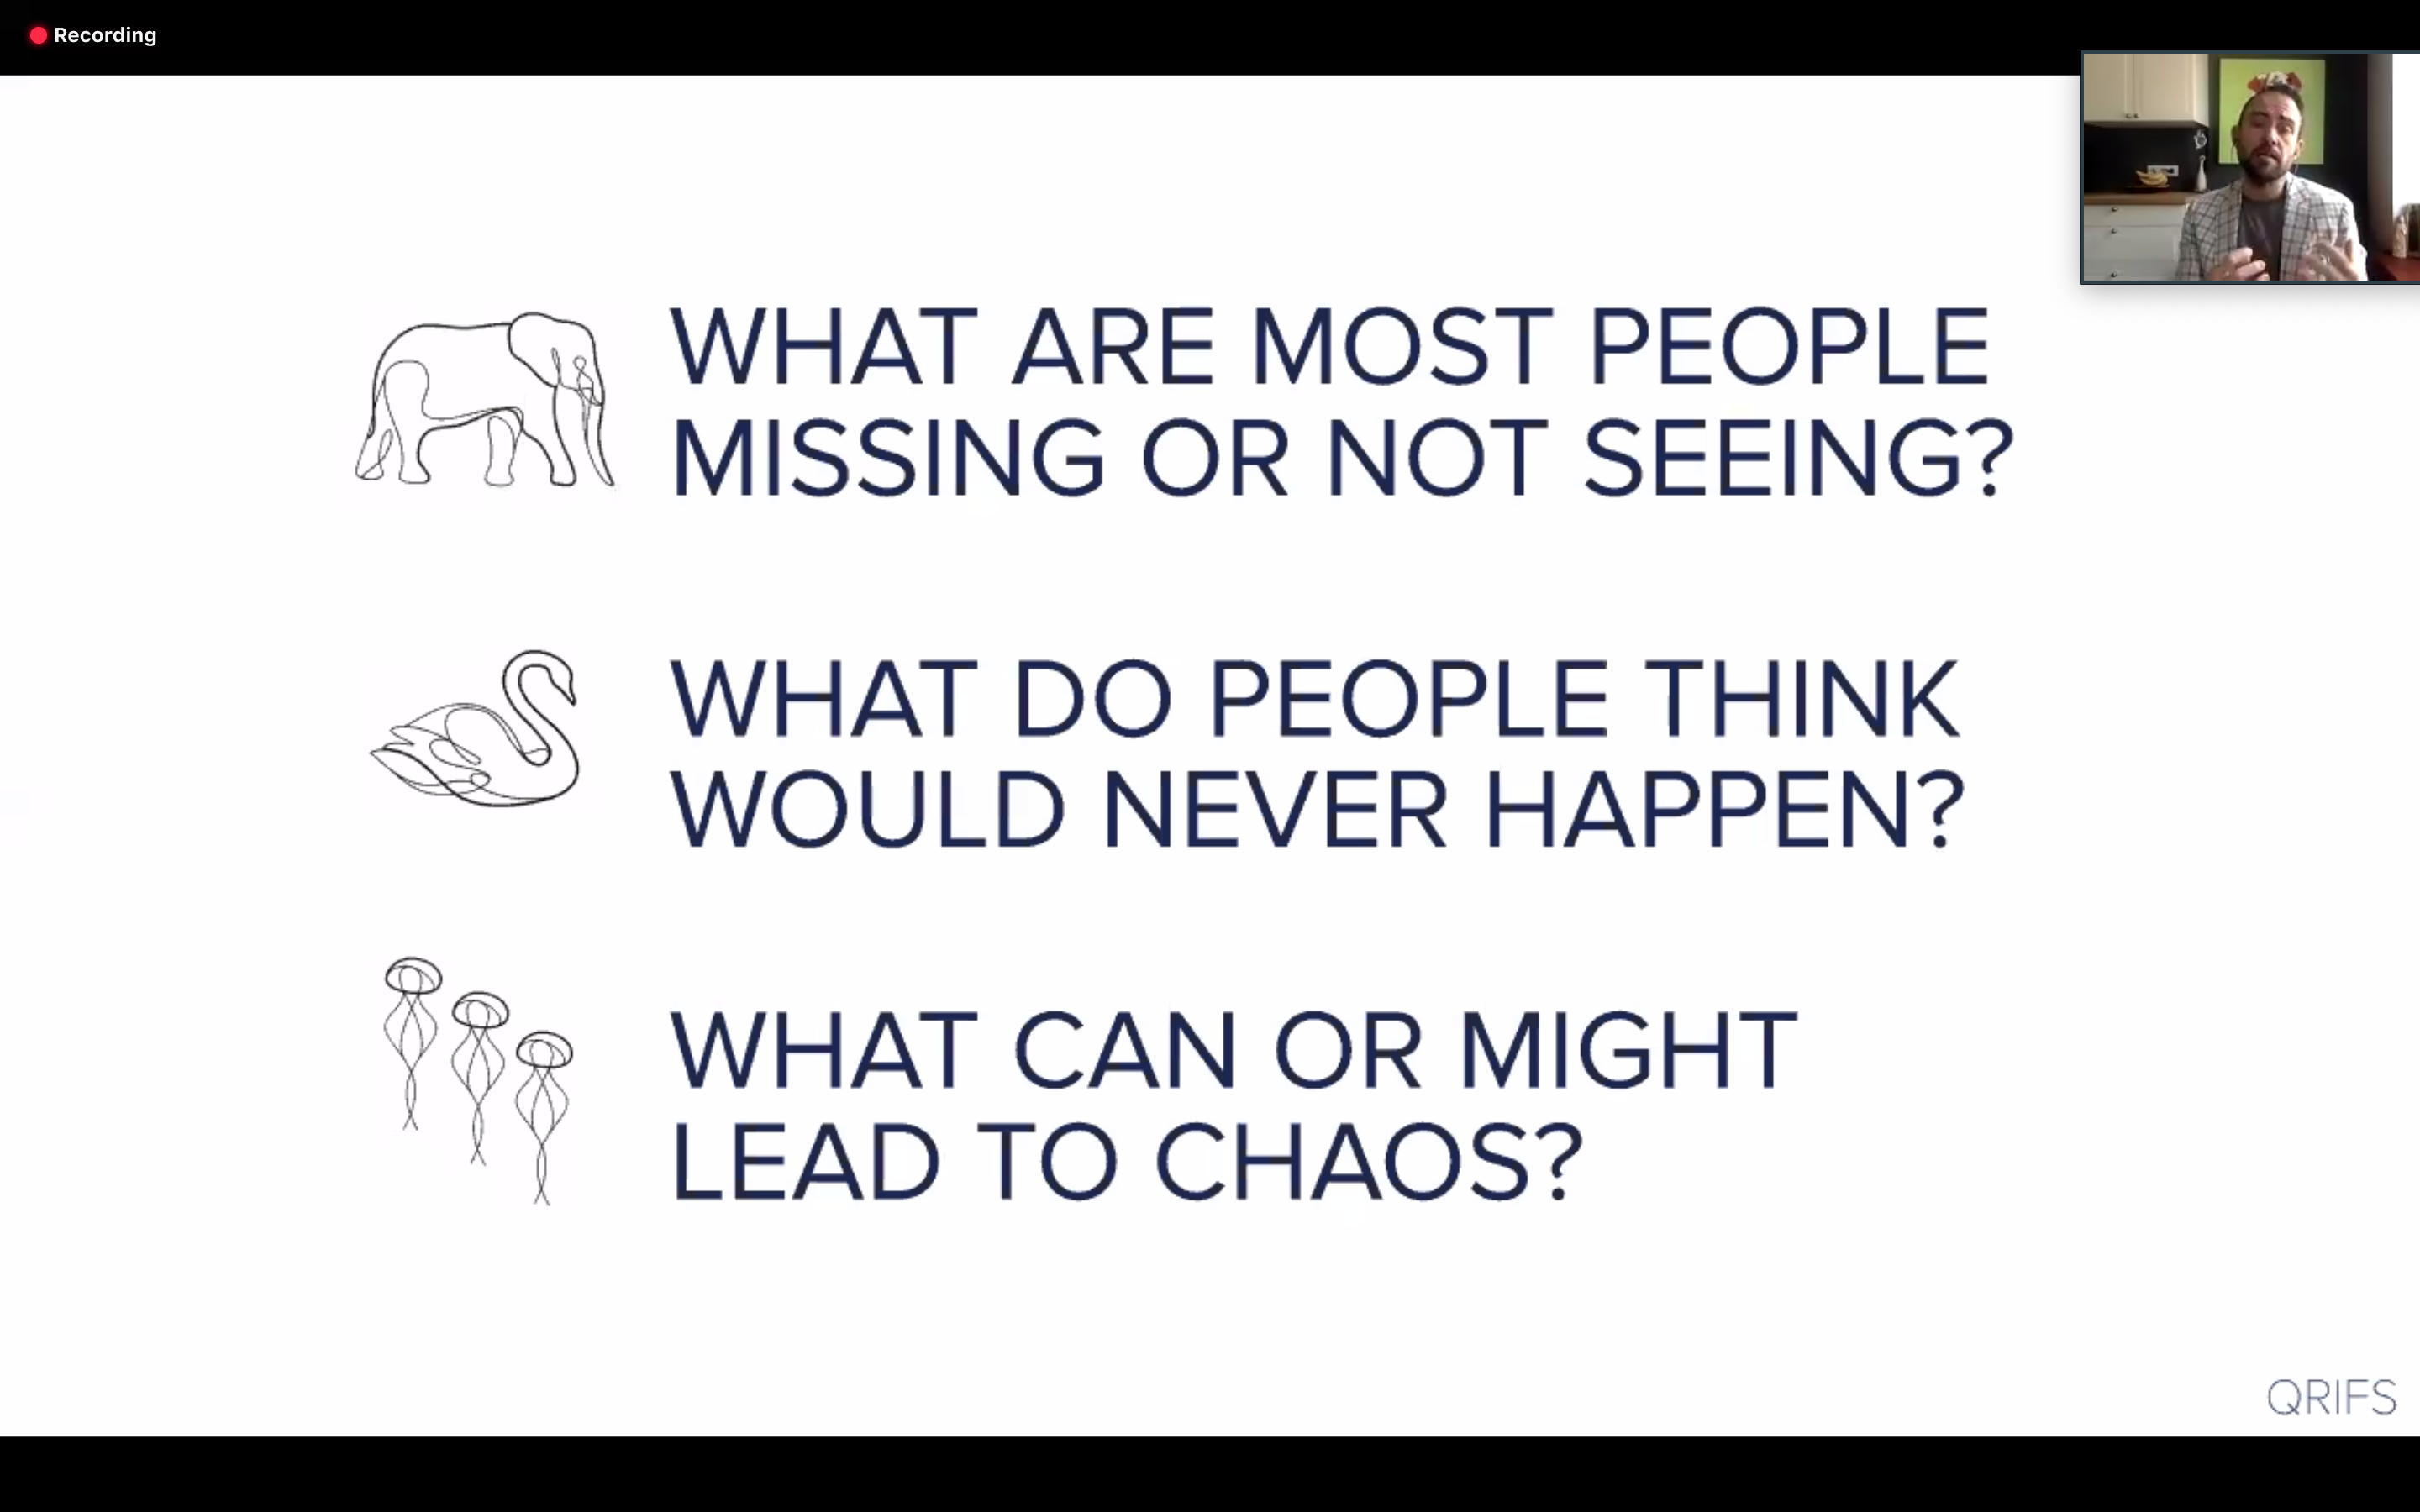 Recording
WHAT ARE MOST PEOPLE
MISSING OR NOT SEEING?
WHAT DO PEOPLE THINK
WOULD NEVER HAPPEN?
WHAT CAN OR MIGHT
LEAD TO CHAOS?
QRIFS